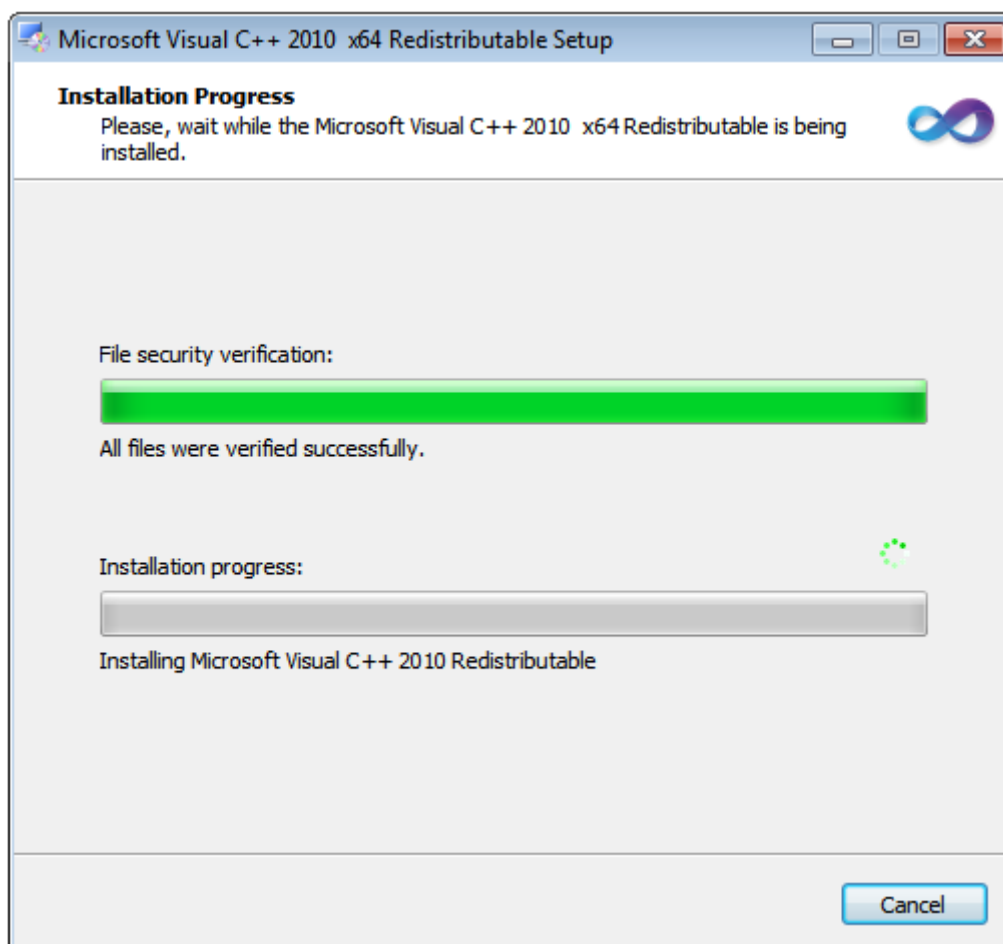 Microsoft Visual C++ 2010  x64 Redistributable Setup
Installation Progress
Please, wait while the Microsoft Visual C++ 2010  x64 Redistributable is being
installed.
File security verification:
All files were verified successfully.
Installation progress:
Installing Microsoft Visual C++ 2010 Redistributable
Cancel